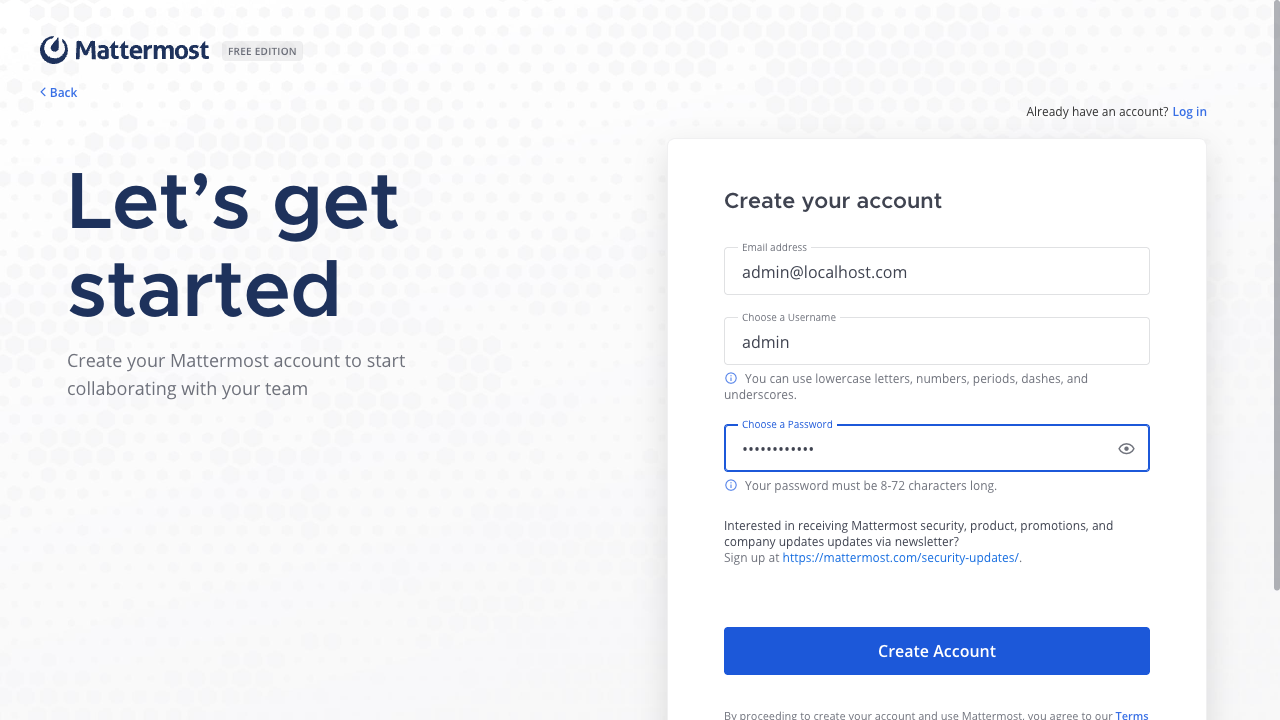 Mattermost FREE EDITION
Back
Already have an account? Log in
Let's get
started
Create your Mattermost account to start
collaborating with your team
Create your account
Email address
admin@localhost.com
Choose a Username
admin
You can use lowercase letters, numbers, periods, dashes, and
underscores.
Choose a Password
••••••••••••
Your password must be 8-72 characters long.
Interested in receiving Mattermost security, product, promotions, and
company updates updates via newsletter?
Sign up at https://mattermost.com/security-updates/.
Create Account
By proceeding to create your account and use Mattermost, you agree to our Terms